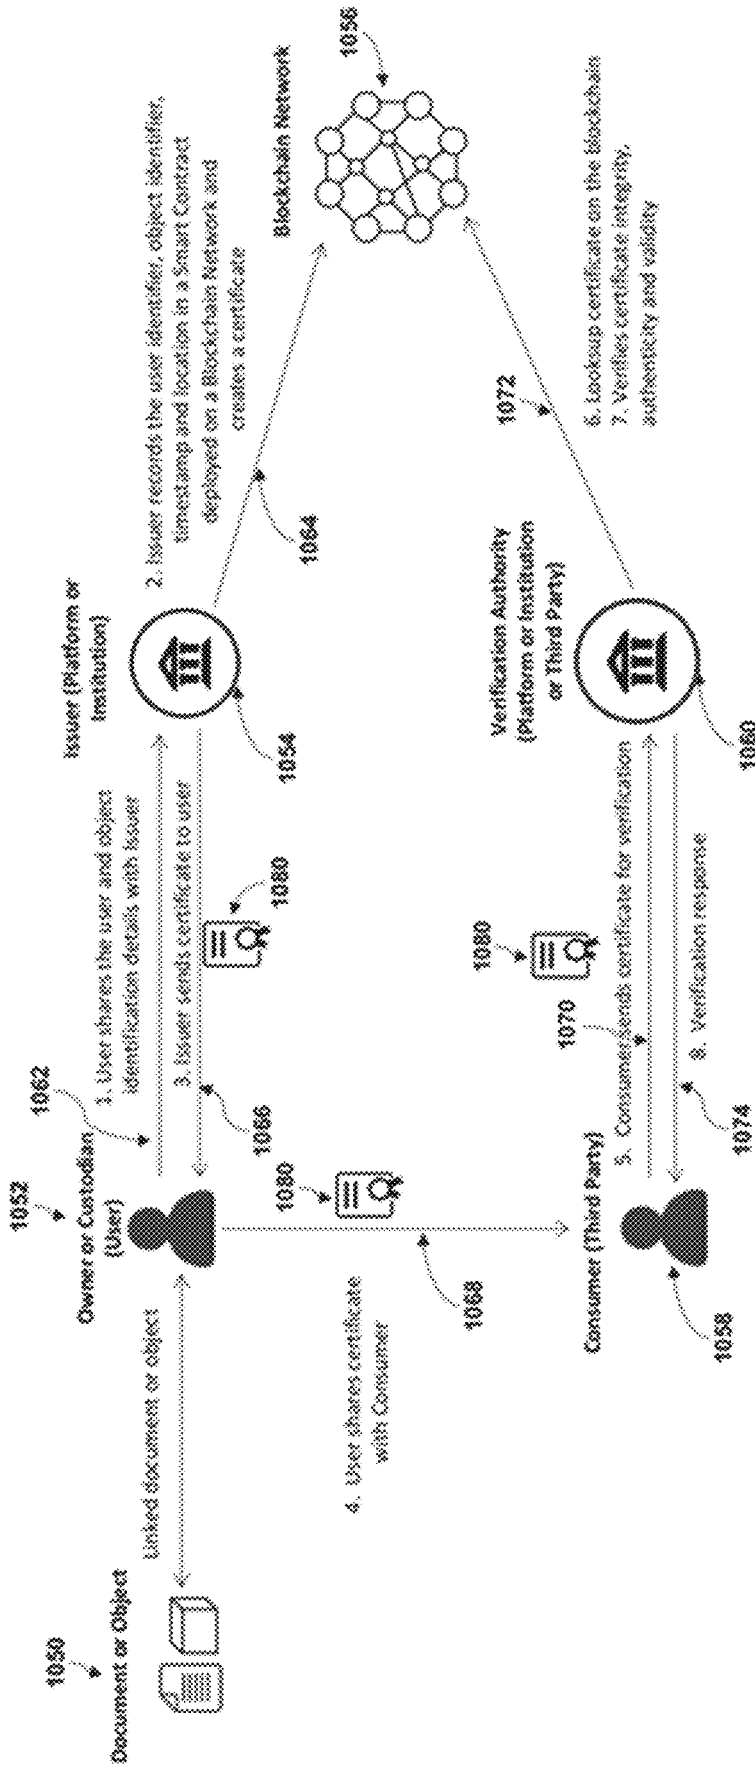 1050
Document or Object
Linked document or object
1052
Owner or Custodian
(User)
1062
1. User shares the user and object
identification details with Issuer
3. Issuer sends certificate to user
1066
1080
Issuer (Platform or
Institution)
1054
2. Issuer records the user identifier, object identifier,
timestamp and location in a Smart Contract
deployed on a Blockchain Network and
creates a certificate
1064
Blockchain Network
1056
4. User shares certificate
with Consumer
1080
1068
Consumer (Third Party)
1058
1080
1070
5. Consumer sends certificate for verification
8. Verification response
1074
Verification Authority
(Platform or Institution
or Third Party)
1060
1072
6. Looksup certificate on the blockchain
7. Verifies certificate integrity,
authenticity and validity